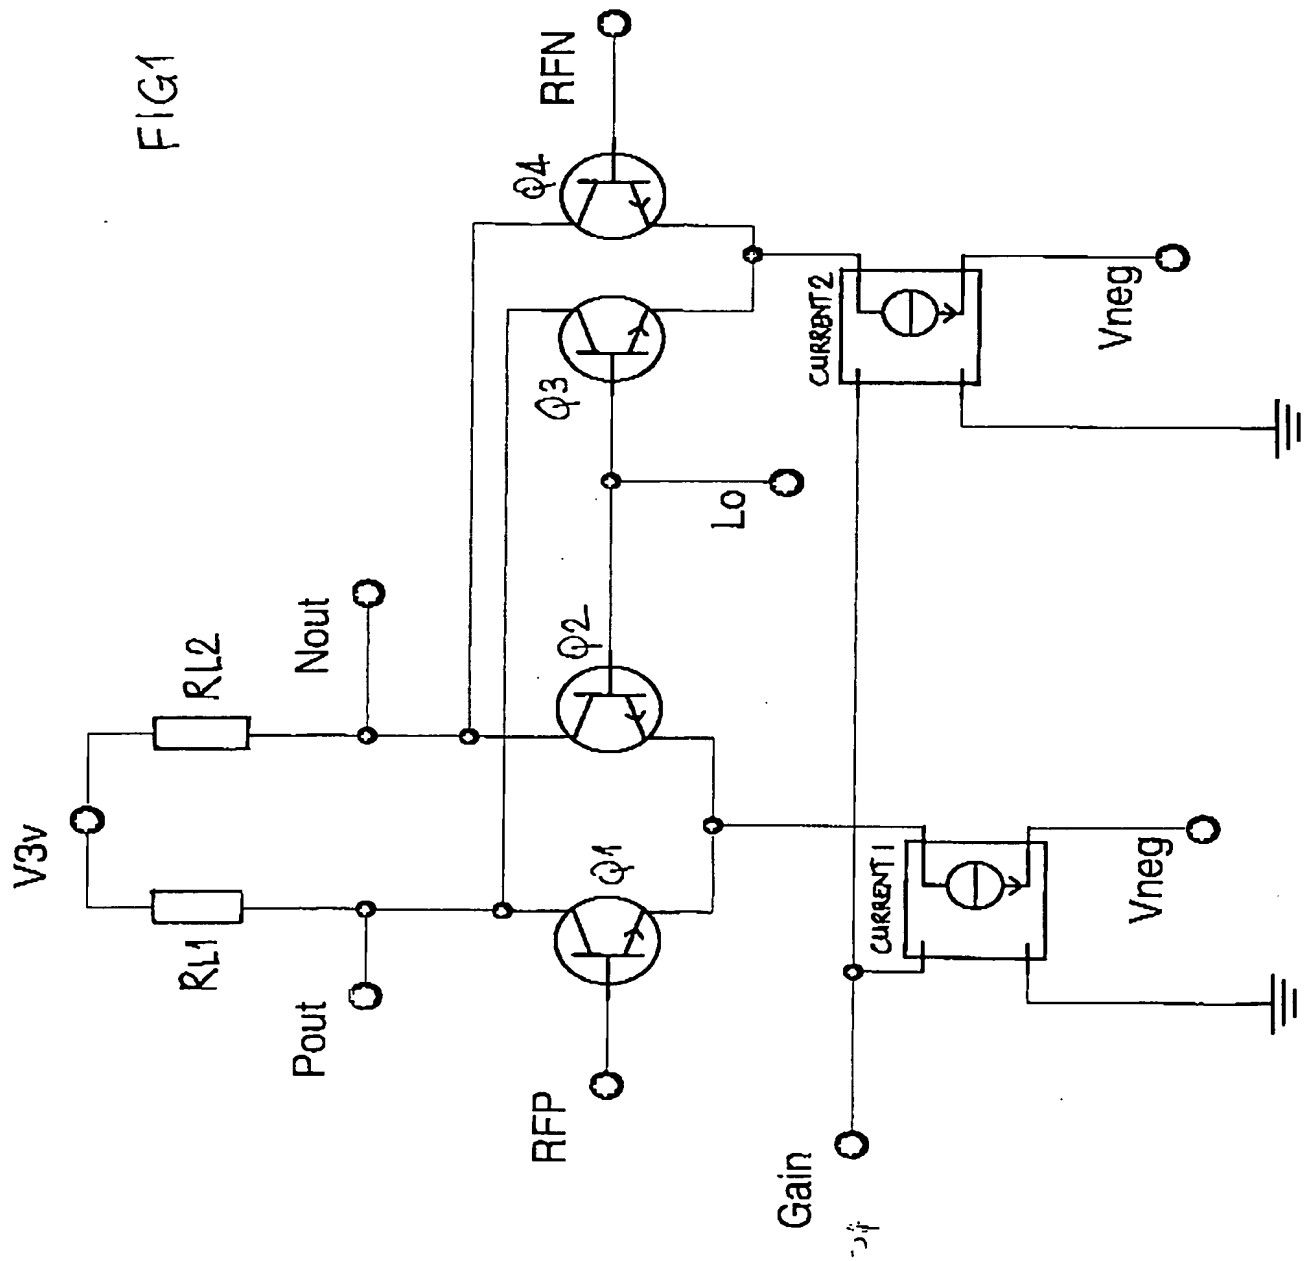 FIG1
V3v
RL1
RL2
Pout
Nout
RFP
Q1
Q2
Q3
Q4
RFN
Lo
Gain
CURRENT1
CURRENT2
Vneg
Vneg